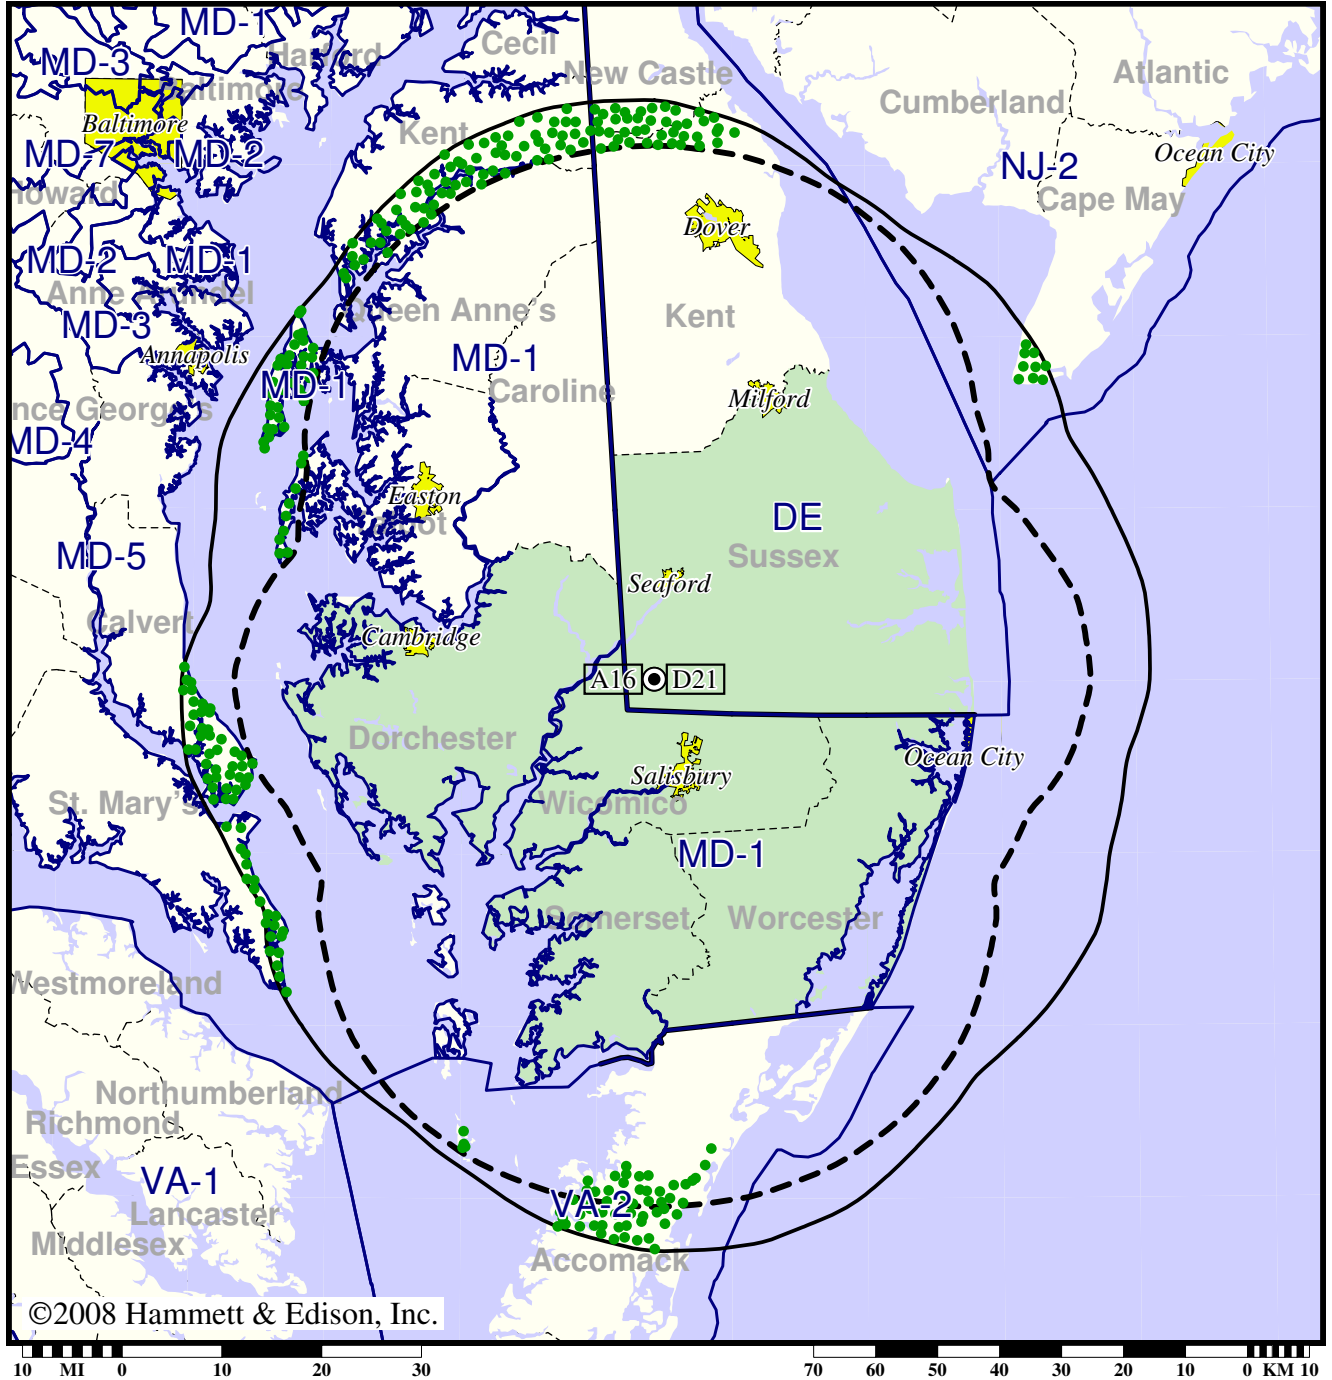 MD-1
Harford
Cecil
MD-3
New Castle
Atlantic
Baltimore
Cumberland
Baltimore
Kent
MD-7
MD-2
NJ-2
Ocean City
Howard
Cape May
Dover
MD-2
MD-1
Anne Arundel
Queen Anne's
Kent
MD-3
Annapolis
MD-1
MD-1
Caroline
Milford
nce George's
MD-4
Easton
Talbot
DE
MD-5
Sussex
Seaford
Calvert
Cambridge
A16
D21
Dorchester
Ocean City
Salisbury
St. Mary's
Wicomico
MD-1
Somerset
Worcester
Westmoreland
Northumberland
Richmond
Essex
VA-1
VA-2
Lancaster
Middlesex
Accomack
©2008 Hammett & Edison, Inc.
10 MI 0 10 20 30
70 60 50 40 30 20 10 0 KM 10